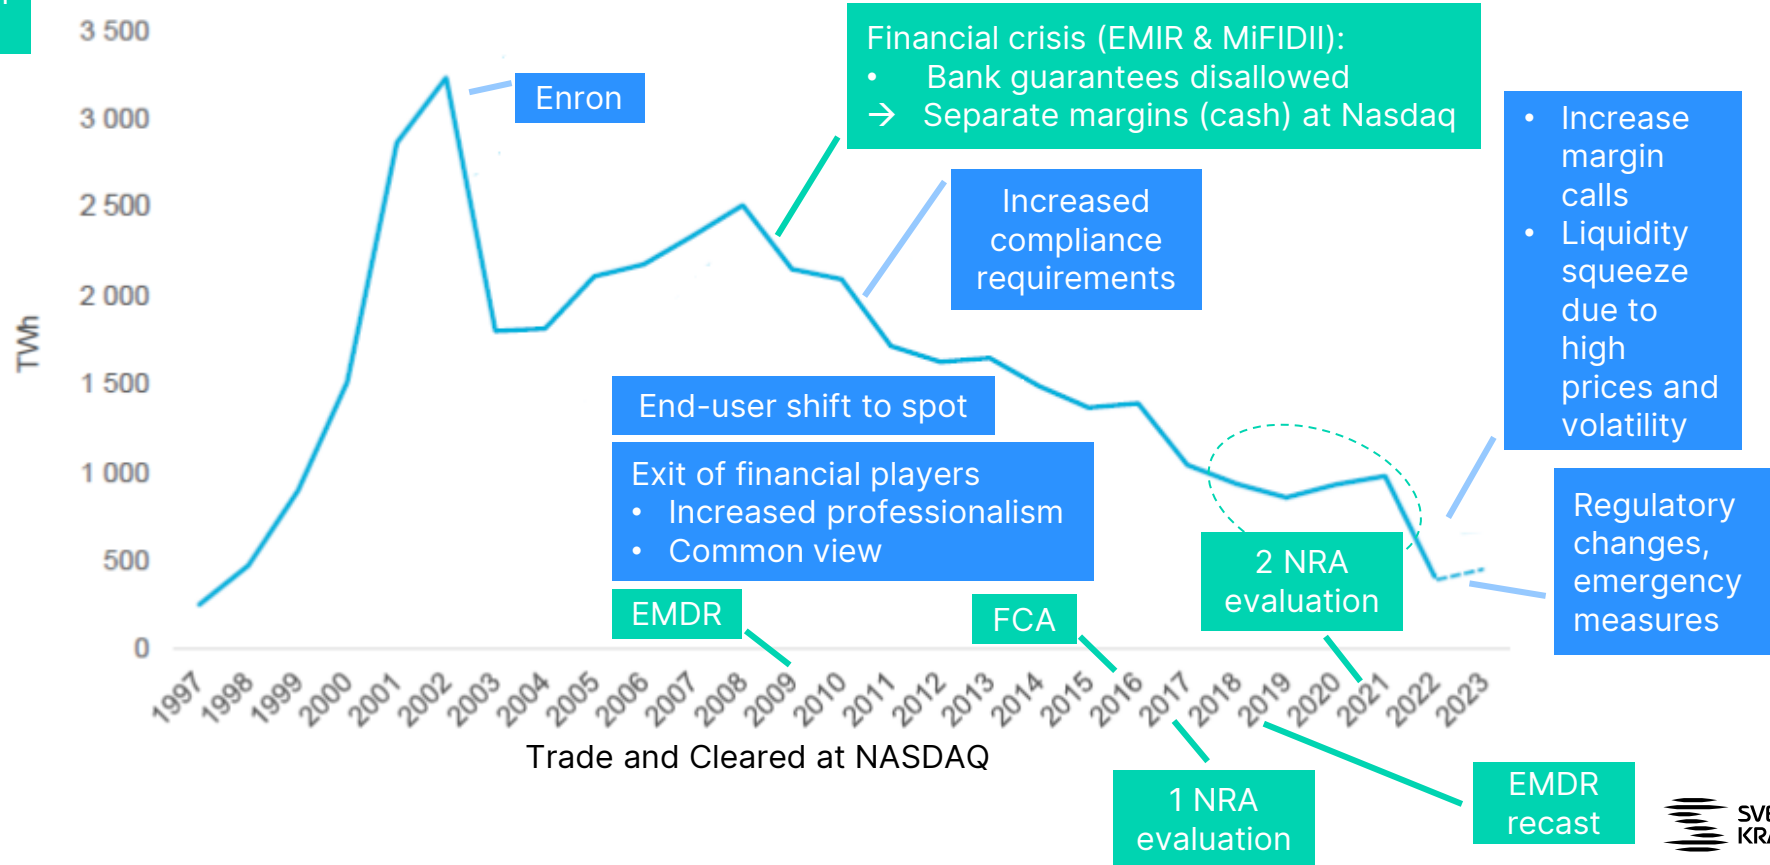 3 500
3 000
2 500
2 000
1 500
1 000
500
0
TWh
Enron
Financial crisis (EMIR & MiFIDII):
• Bank guarantees disallowed
→ Separate margins (cash) at Nasdaq
Increased
compliance
requirements
• Increase
margin
calls
• Liquidity
squeeze
due to
high
prices and
volatility
End-user shift to spot
Exit of financial players
• Increased professionalism
• Common view
Regulatory
changes,
emergency
measures
2 NRA
evaluation
EMDR
FCA
1997
1998
1999
2000
2001
2002
2003
2004
2005
2006
2007
2008
2009
2010
2011
2012
2013
2014
2015
2016
2017
2018
2019
2020
2021
2022
2023
Trade and Cleared at NASDAQ
1 NRA
evaluation
EMDR
recast